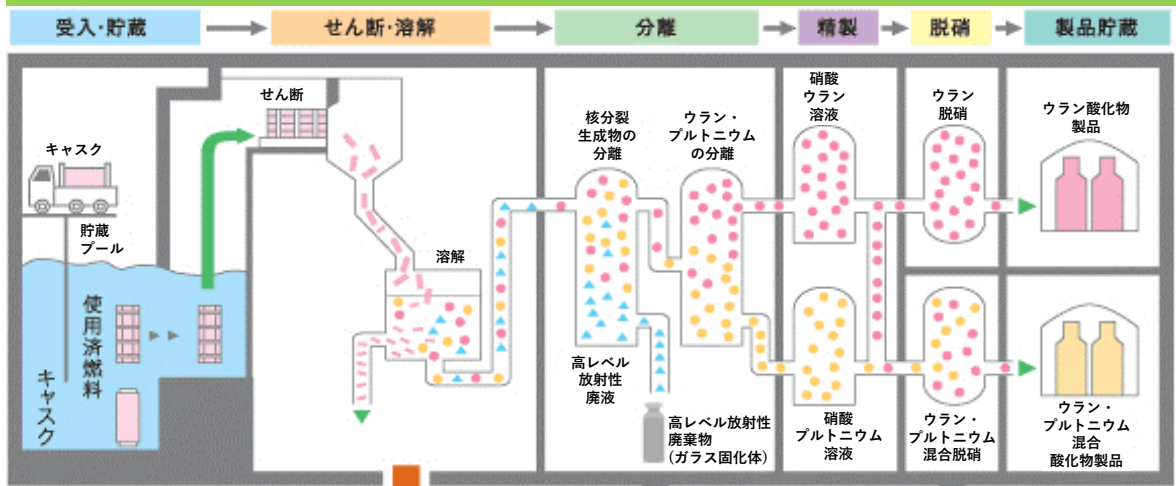 受入・貯蔵
せん断・溶解
分離
精製
脱硝
製品貯蔵
キャスク
貯蔵
プール
使用済燃料
キャスク
せん断
溶解
核分裂
生成物の
分離
高レベル
放射性
廃液
高レベル放射性
廃棄物
(ガラス固化体)
ウラン・
プルトニウム
の分離
硝酸
ウラン
溶液
硝酸
プルトニウム
溶液
ウラン
脱硝
ウラン・
プルトニウム
混合脱硝
ウラン酸化物
製品
ウラン・
プルトニウム
混合
酸化物製品